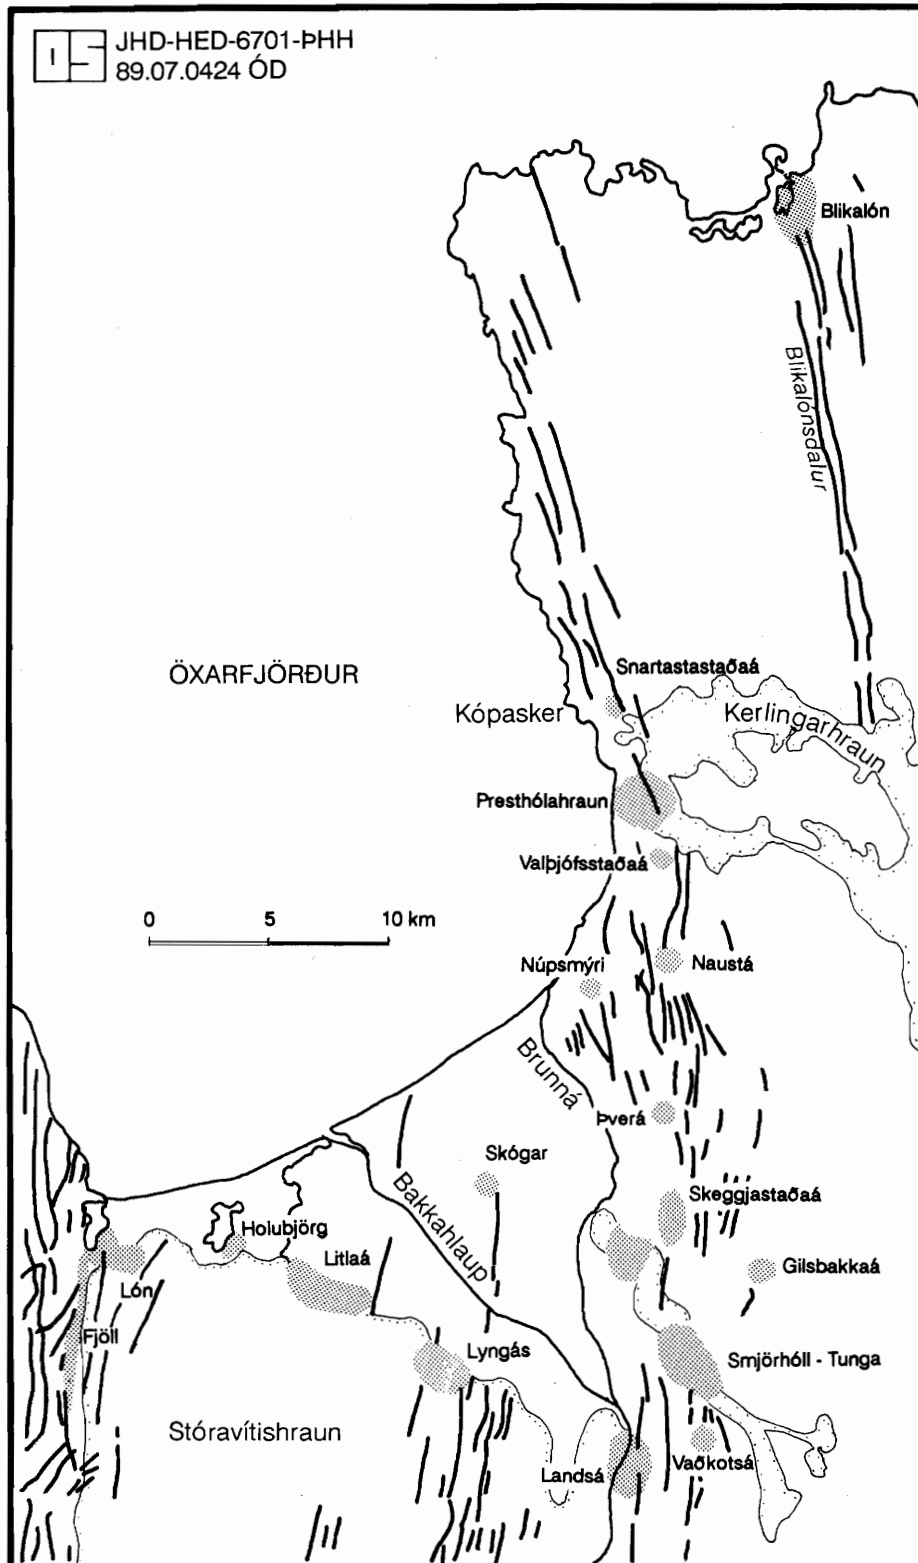 OS
JHD-HED-6701-ÞHH
89.07.0424 ÓD
Blikalón
Blikalónsdalur
ÖXARFJÖRÐUR
Snartastastaðaá
Kópasker
Kerlingarhraun
Presthólahraun
Valþjófsstaðaá
0 5 10 km
Núpsmýri
Naustá
Brunná
Þverá
Skógar
Skeggjastaðaá
Bakkahlaup
Holubjörg
Litlaá
Gilsbakkaá
Lón
Fjöll
Lyngás
Smjörhóll - Tunga
Stóravítishraun
Landsá
Vaðkotsá